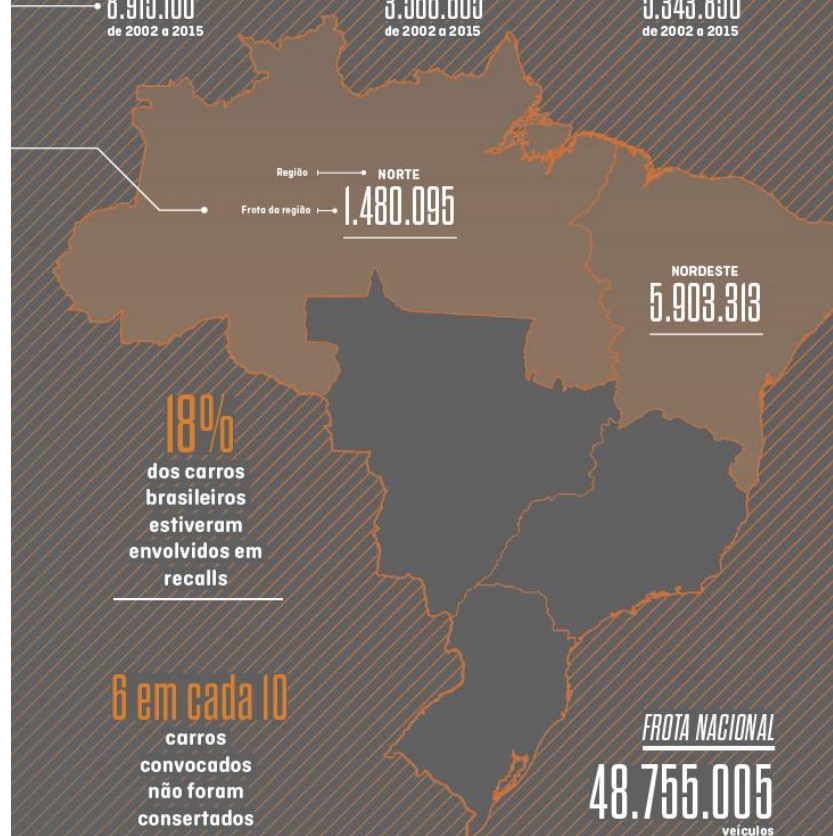 de 2002 a 2015
de 2002 a 2015
de 2002 a 2015
Região
NORTE
Frota da região
1.480.095
NORDESTE
5.903.313
18%
dos carros
brasileiros
estiveram
envolvidos em
recalls
6 em cada 10
carros
convocados
não foram
consertados
FROTA NACIONAL
48.755.005
veículos